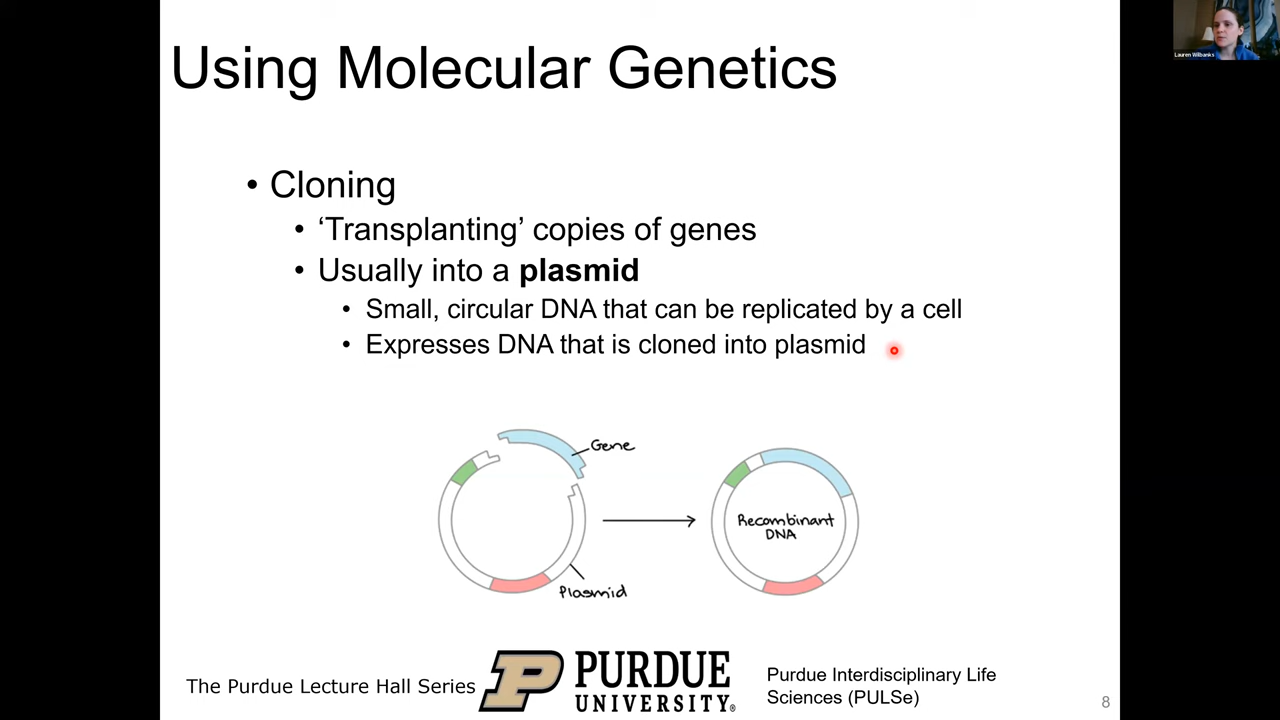 Using Molecular Genetics
Lauren Wilbanks
• Cloning
• ‘Transplanting’ copies of genes
• Usually into a plasmid
• Small, circular DNA that can be replicated by a cell
• Expresses DNA that is cloned into plasmid
Gene
Recombinant
DNA
Plasmid
The Purdue Lecture Hall Series
P PURDUE
UNIVERSITY®
Purdue Interdisciplinary Life
Sciences (PULSe)
8